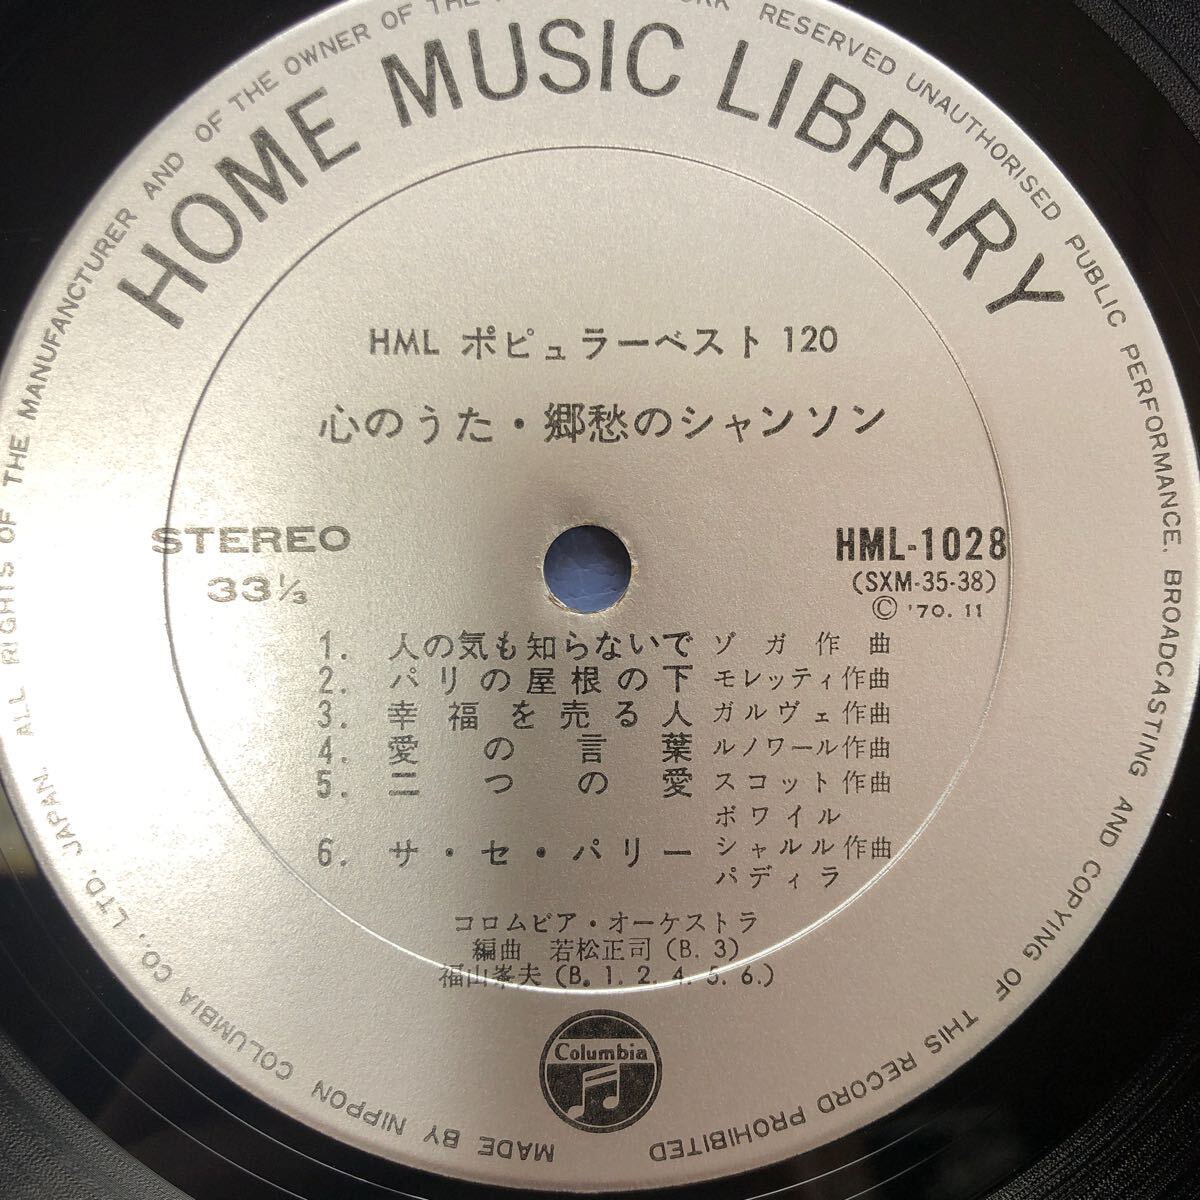 ALL RIGHTS OF THE MANUFANCTURER AND OF THE OWNER OF THE RECORDED WORK RESERVED UNAUTHORISED PUBLIC PERFORMANCE. BROADCASTING AND COPYING OF THIS RECORD PROHIBITED
HOME MUSIC LIBRARY
HML ポピュラーベスト 120
心のうた・郷愁のシャンソン
STEREO
33⅓
HML-1028
(SXM-35-38)
© '70. 11
1. 人の気も知らないで ゾガ作曲
2. パリの屋根の下 モレッティ作曲
3. 幸福を売る人 ガルヴェ作曲
4. 愛の言葉 ルノワール作曲
5. 二つの愛 スコット作曲
ボワイル
6. サ・セ・パリー シャルル作曲
パディラ
コロムビア・オーケストラ
編曲 若松正司 (B. 3)
福山峯夫 (B. 1. 2. 4. 5. 6.)
Columbia
MADE BY NIPPON COLUMBIA CO., LTD. JAPAN.